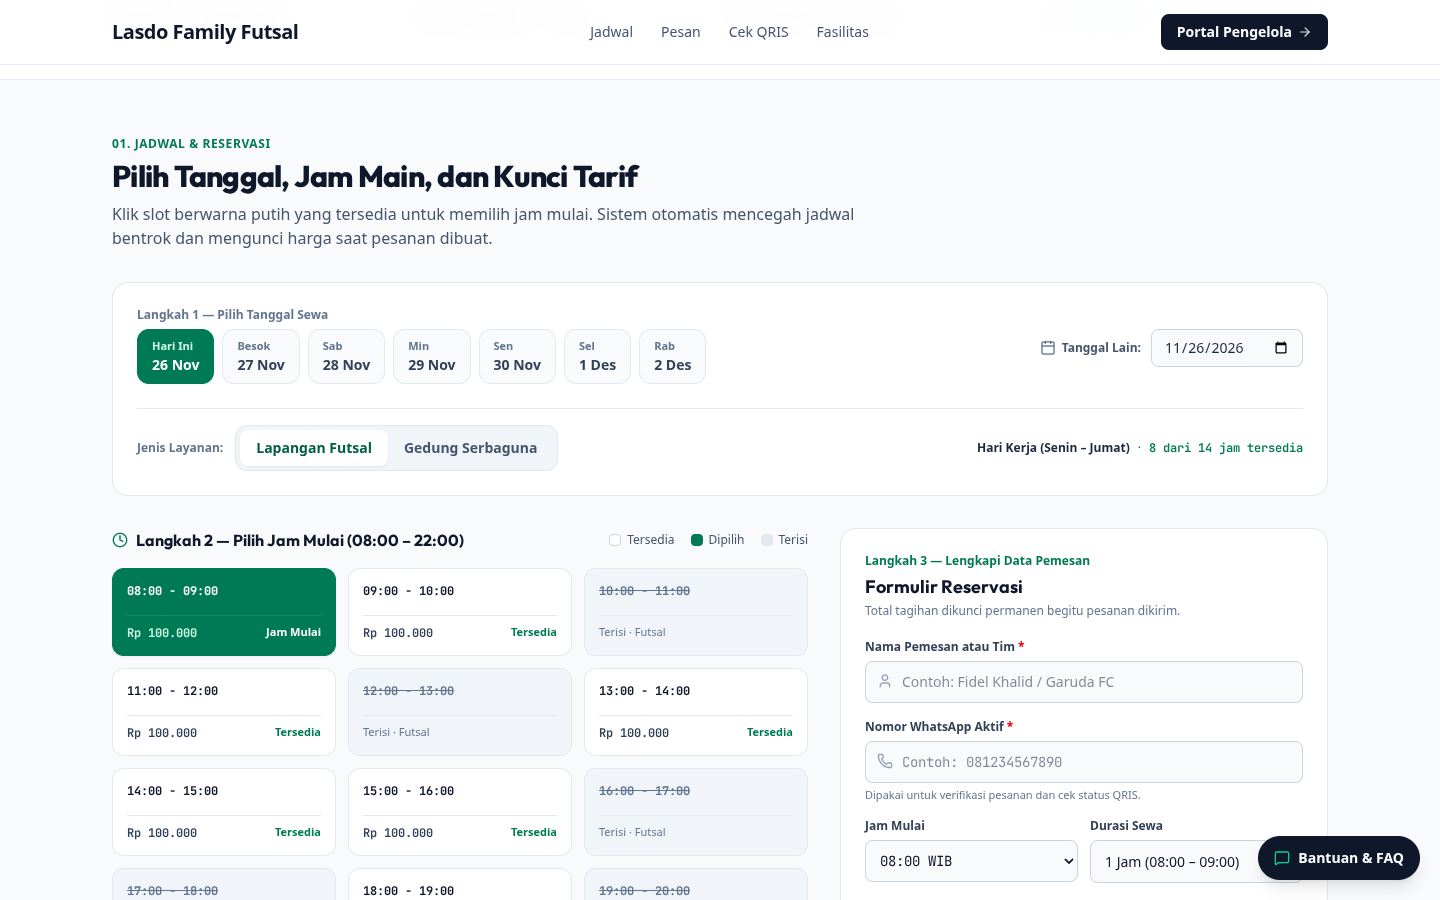 Lasdo Family Futsal
Jadwal
Pesan
Cek QRIS
Fasilitas
Portal Pengelola
01. JADWAL & RESERVASI
Pilih Tanggal, Jam Main, dan Kunci Tarif
Klik slot berwarna putih yang tersedia untuk memilih jam mulai. Sistem otomatis mencegah jadwal
bentrok dan mengunci harga saat pesanan dibuat.
Langkah 1 — Pilih Tanggal Sewa
Hari Ini
26 Nov
Besok
27 Nov
Sab
28 Nov
Min
29 Nov
Sen
30 Nov
Sel
1 Des
Rab
2 Des
Tanggal Lain:
11/26/2026
Jenis Layanan:
Lapangan Futsal
Gedung Serbaguna
Hari Kerja (Senin – Jumat) · 8 dari 14 jam tersedia
Langkah 2 — Pilih Jam Mulai (08:00 – 22:00)
Tersedia
Dipilih
Terisi
08:00 - 09:00
Rp 100.000
Jam Mulai
09:00 - 10:00
Rp 100.000
Tersedia
10:00 - 11:00
Terisi · Futsal
11:00 - 12:00
Rp 100.000
Tersedia
12:00 - 13:00
Terisi · Futsal
13:00 - 14:00
Rp 100.000
Tersedia
14:00 - 15:00
Rp 100.000
Tersedia
15:00 - 16:00
Rp 100.000
Tersedia
16:00 - 17:00
Terisi · Futsal
17:00 - 18:00
18:00 - 19:00
19:00 - 20:00
Langkah 3 — Lengkapi Data Pemesan
Formulir Reservasi
Total tagihan dikunci permanen begitu pesanan dikirim.
Nama Pemesan atau Tim *
Contoh: Fidel Khalid / Garuda FC
Nomor WhatsApp Aktif *
Contoh: 081234567890
Dipakai untuk verifikasi pesanan dan cek status QRIS.
Jam Mulai
08:00 WIB
Durasi Sewa
1 Jam (08:00 – 09:00)
Bantuan & FAQ